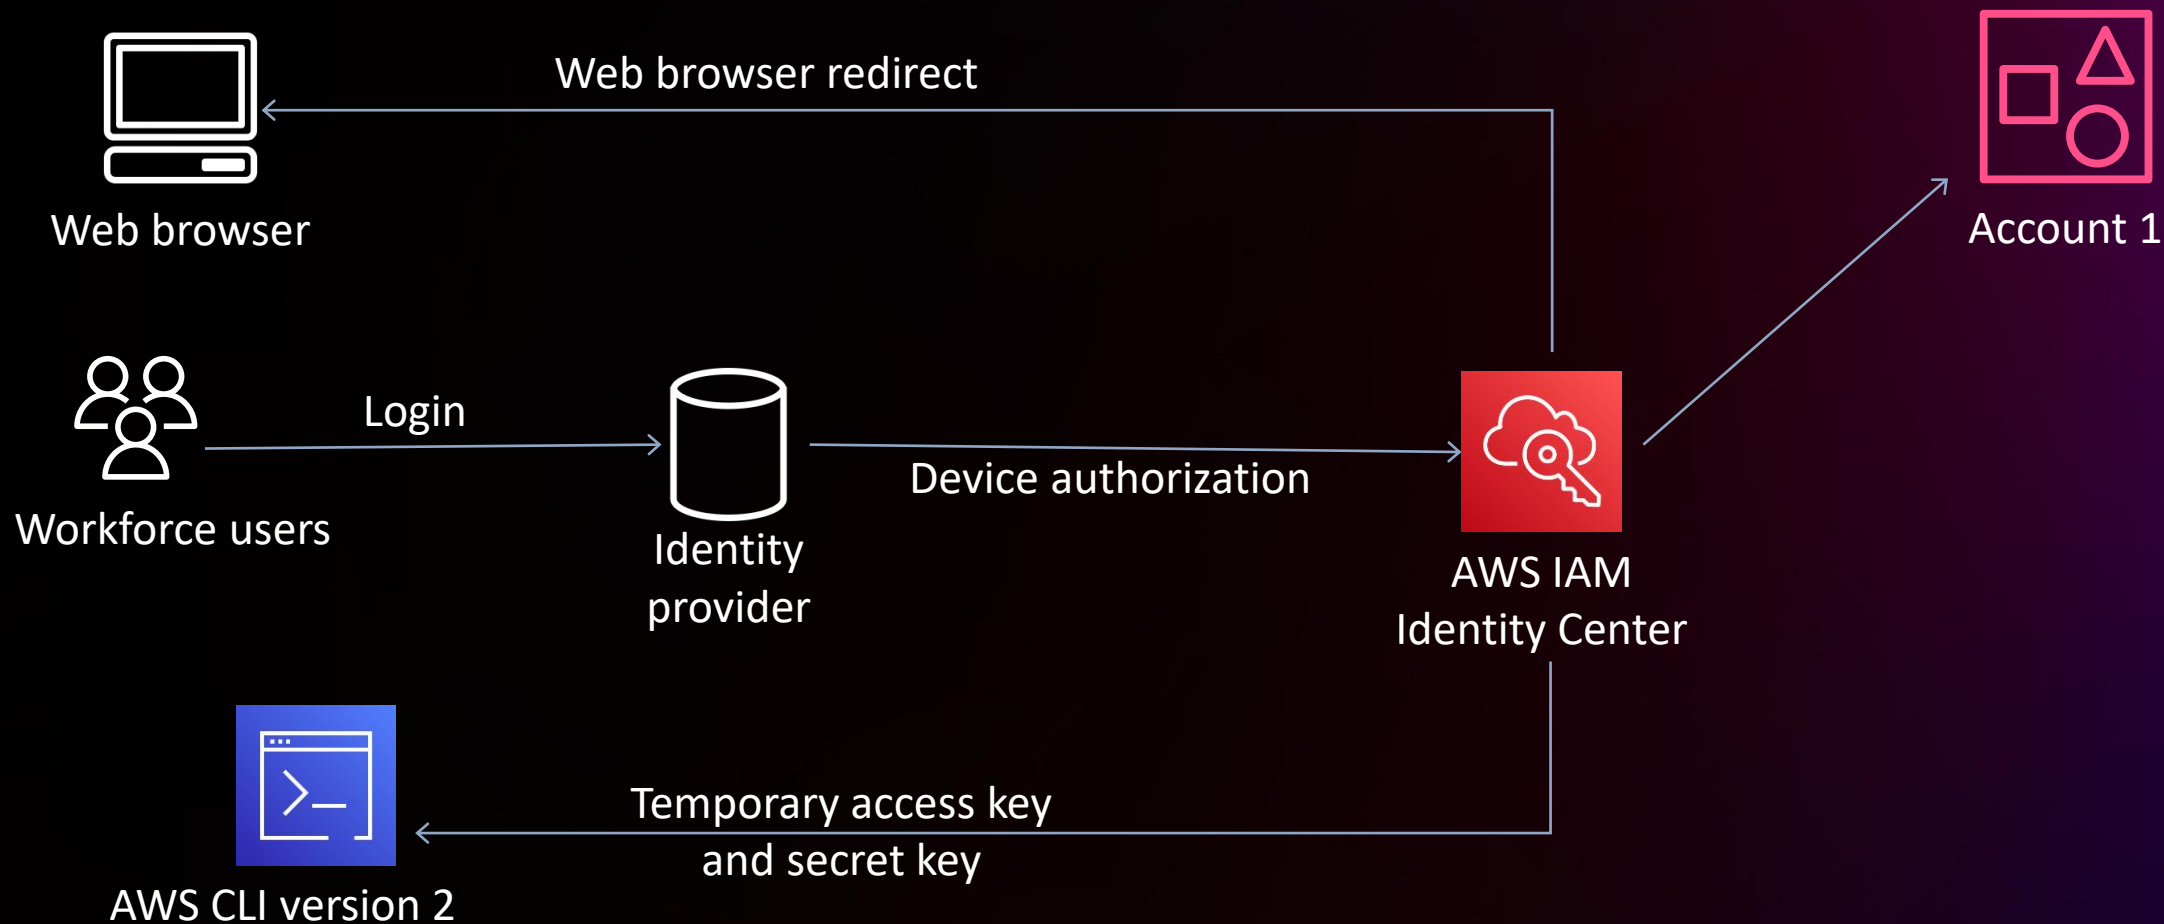 Web browser redirect
Web browser
Account 1
Login
Device authorization
Workforce users
Identity
provider
AWS IAM
Identity Center
Temporary access key
and secret key
AWS CLI version 2